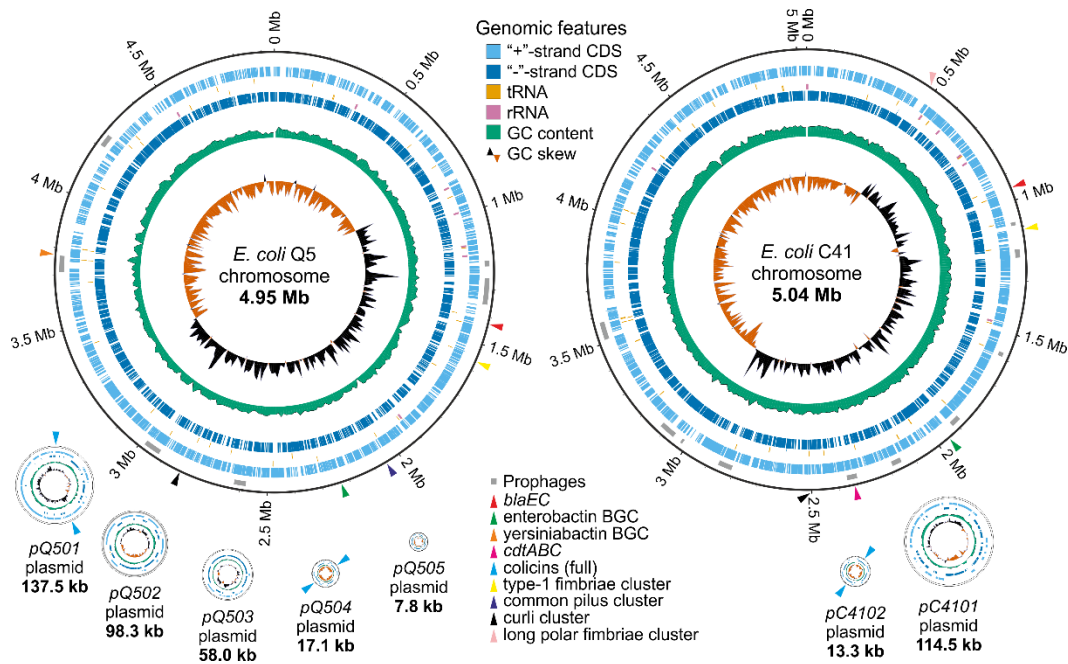 Genomic features
“+”-strand CDS
“-”-strand CDS
tRNA
rRNA
GC content
GC skew
0 Mb
0.5 Mb
1 Mb
1.5 Mb
2 Mb
2.5 Mb
3 Mb
3.5 Mb
4 Mb
4.5 Mb
E. coli Q5
chromosome
4.95 Mb
0 Mb
0.5 Mb
1 Mb
1.5 Mb
2 Mb
2.5 Mb
3 Mb
3.5 Mb
4 Mb
4.5 Mb
5 Mb
E. coli C41
chromosome
5.04 Mb
pQ501
plasmid
137.5 kb
pQ502
plasmid
98.3 kb
pQ503
plasmid
58.0 kb
pQ504
plasmid
17.1 kb
pQ505
plasmid
7.8 kb
Prophages
blaEC
enterobactin BGC
yersiniabactin BGC
cdtABC
colicins (full)
type-1 fimbriae cluster
common pilus cluster
curli cluster
long polar fimbriae cluster
pC4102
plasmid
13.3 kb
pC4101
plasmid
114.5 kb